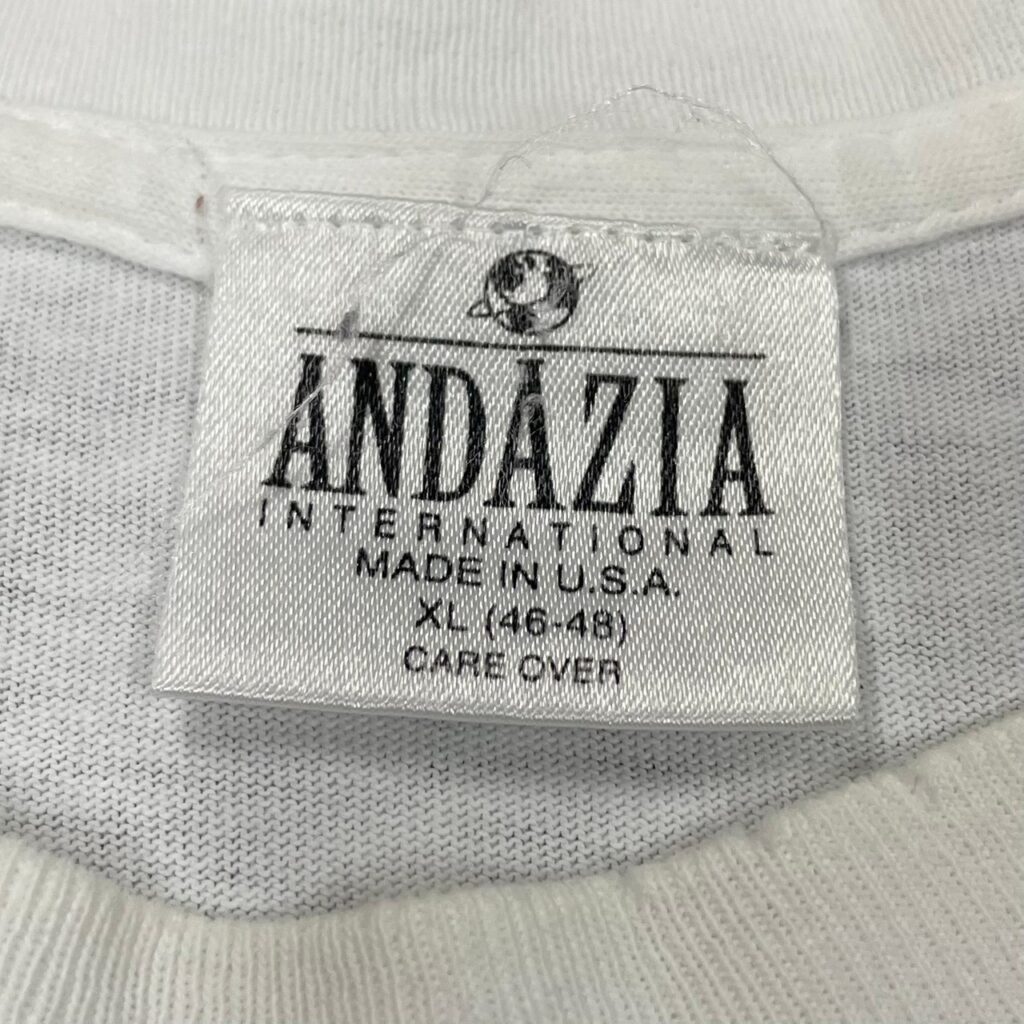 ANDAZIA
INTERNATIONAL
MADE IN U.S.A.
XL (46-48)
CARE OVER